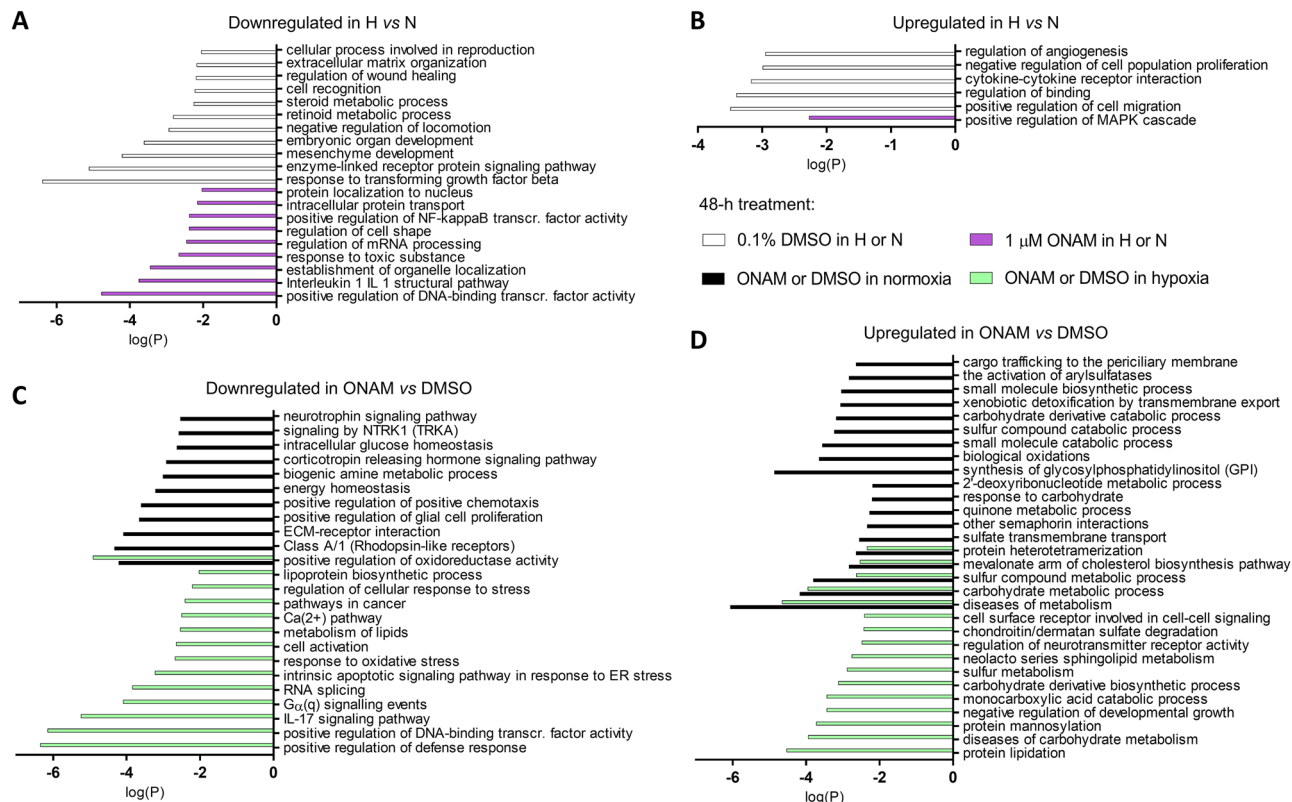 A
Downregulated in H vs N
cellular process involved in reproduction
extracellular matrix organization
regulation of wound healing
cell recognition
steroid metabolic process
retinoid metabolic process
negative regulation of locomotion
embryonic organ development
mesenchyme development
enzyme-linked receptor protein signaling pathway
response to transforming growth factor beta
protein localization to nucleus
intracellular protein transport
positive regulation of NF-kappaB transcr. factor activity
regulation of cell shape
regulation of mRNA processing
response to toxic substance
establishment of organelle localization
Interleukin 1 IL 1 structural pathway
positive regulation of DNA-binding transcr. factor activity
-6 -4 -2 0
log(P)
B
Upregulated in H vs N
regulation of angiogenesis
negative regulation of cell population proliferation
cytokine-cytokine receptor interaction
regulation of binding
positive regulation of cell migration
positive regulation of MAPK cascade
-4 -3 -2 -1 0
log(P)
48-h treatment:
0.1% DMSO in H or N
1 μM ONAM in H or N
ONAM or DMSO in normoxia
ONAM or DMSO in hypoxia
C
Downregulated in ONAM vs DMSO
neurotrophin signaling pathway
signaling by NTRK1 (TRKA)
intracellular glucose homeostasis
corticotropin releasing hormone signaling pathway
biogenic amine metabolic process
energy homeostasis
positive regulation of positive chemotaxis
positive regulation of glial cell proliferation
ECM-receptor interaction
Class A/1 (Rhodopsin-like receptors)
positive regulation of oxidoreductase activity
lipoprotein biosynthetic process
regulation of cellular response to stress
pathways in cancer
Ca(2+) pathway
metabolism of lipids
cell activation
response to oxidative stress
intrinsic apoptotic signaling pathway in response to ER stress
RNA splicing
Gα(q) signalling events
IL-17 signaling pathway
positive regulation of DNA-binding transcr. factor activity
positive regulation of defense response
-6 -4 -2 0
log(P)
D
Upregulated in ONAM vs DMSO
cargo trafficking to the periciliary membrane
the activation of arylsulfatases
small molecule biosynthetic process
xenobiotic detoxification by transmembrane export
carbohydrate derivative catabolic process
sulfur compound catabolic process
small molecule catabolic process
biological oxidations
synthesis of glycosylphosphatidylinositol (GPI)
2'-deoxyribonucleotide metabolic process
response to carbohydrate
quinone metabolic process
other semaphorin interactions
sulfate transmembrane transport
protein heterotetramerization
mevalonate arm of cholesterol biosynthesis pathway
sulfur compound metabolic process
carbohydrate metabolic process
diseases of metabolism
cell surface receptor involved in cell-cell signaling
chondroitin/dermatan sulfate degradation
regulation of neurotransmitter receptor activity
neolacto series sphingolipid metabolism
sulfur metabolism
carbohydrate derivative biosynthetic process
monocarboxylic acid catabolic process
negative regulation of developmental growth
protein mannosylation
diseases of carbohydrate metabolism
protein lipidation
-6 -4 -2 0
log(P)